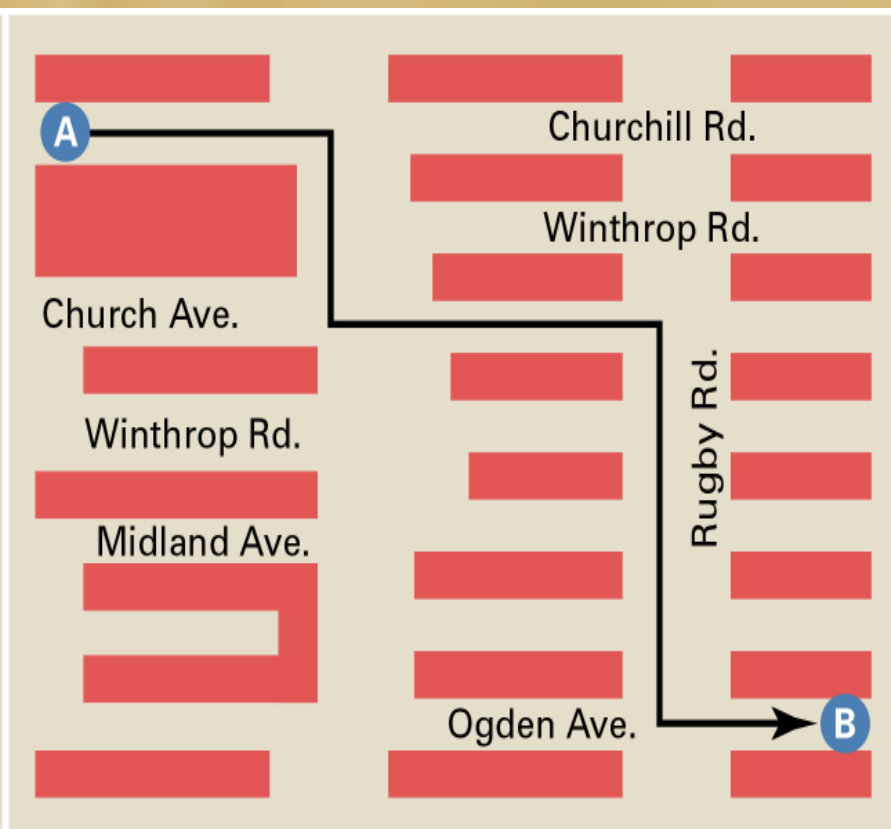 A
Churchill Rd.
Winthrop Rd.
Church Ave.
Rugby Rd.
Winthrop Rd.
Midland Ave.
Ogden Ave.
B